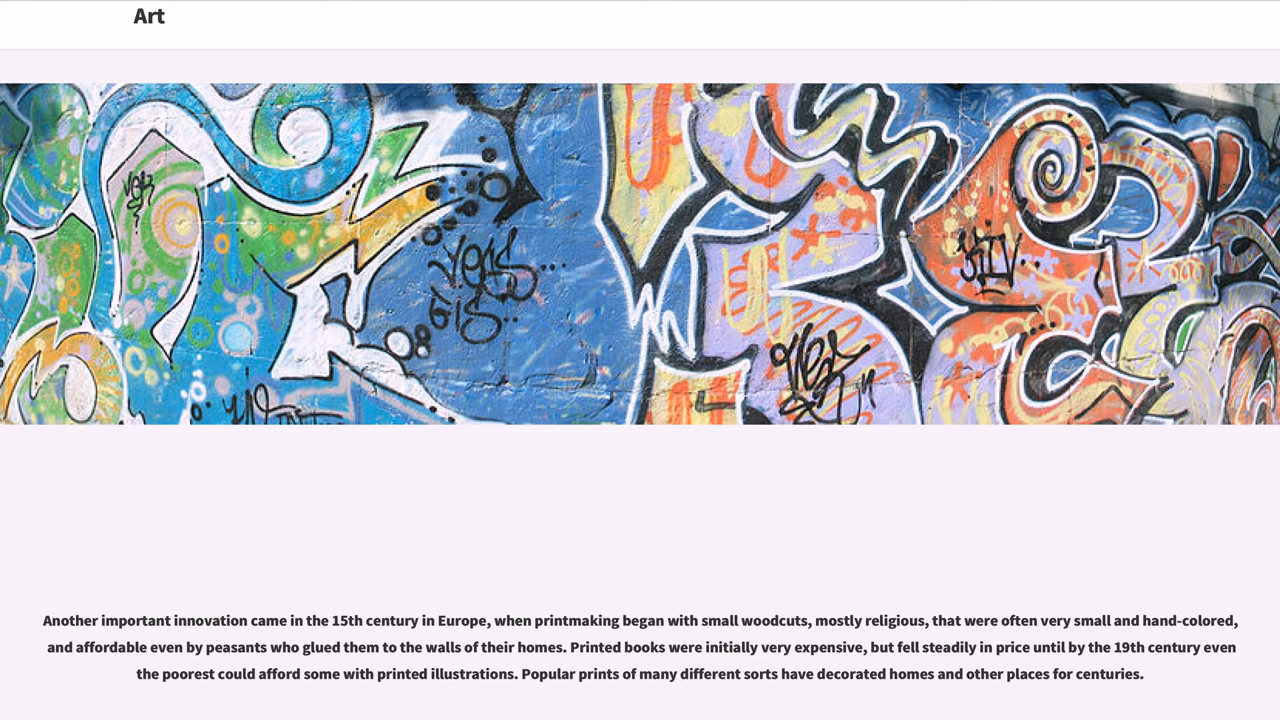 Art
Another important innovation came in the 15th century in Europe, when printmaking began with small woodcuts, mostly religious, that were often very small and hand-colored,
and affordable even by peasants who glued them to the walls of their homes. Printed books were initially very expensive, but fell steadily in price until by the 19th century even
the poorest could afford some with printed illustrations. Popular prints of many different sorts have decorated homes and other places for centuries.